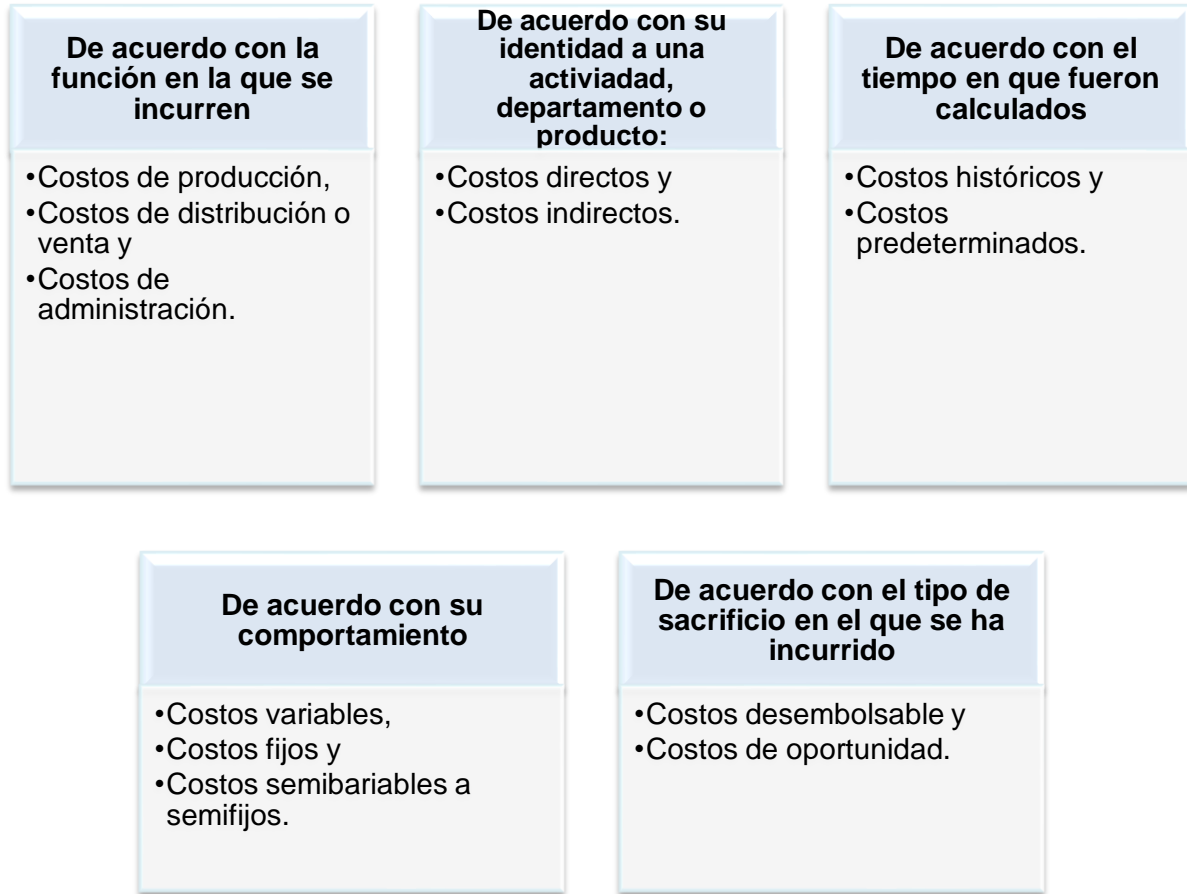 De acuerdo con la
función en la que se
incurren
•Costos de producción,
•Costos de distribución o
venta y
•Costos de
administración.
De acuerdo con su
identidad a una
activiadad,
departamento o
producto:
•Costos directos y
•Costos indirectos.
De acuerdo con el
tiempo en que fueron
calculados
•Costos históricos y
•Costos
predeterminados.
De acuerdo con su
comportamiento
•Costos variables,
•Costos fijos y
•Costos semibariables a
semifijos.
De acuerdo con el tipo de
sacrificio en el que se ha
incurrido
•Costos desembolsable y
•Costos de oportunidad.